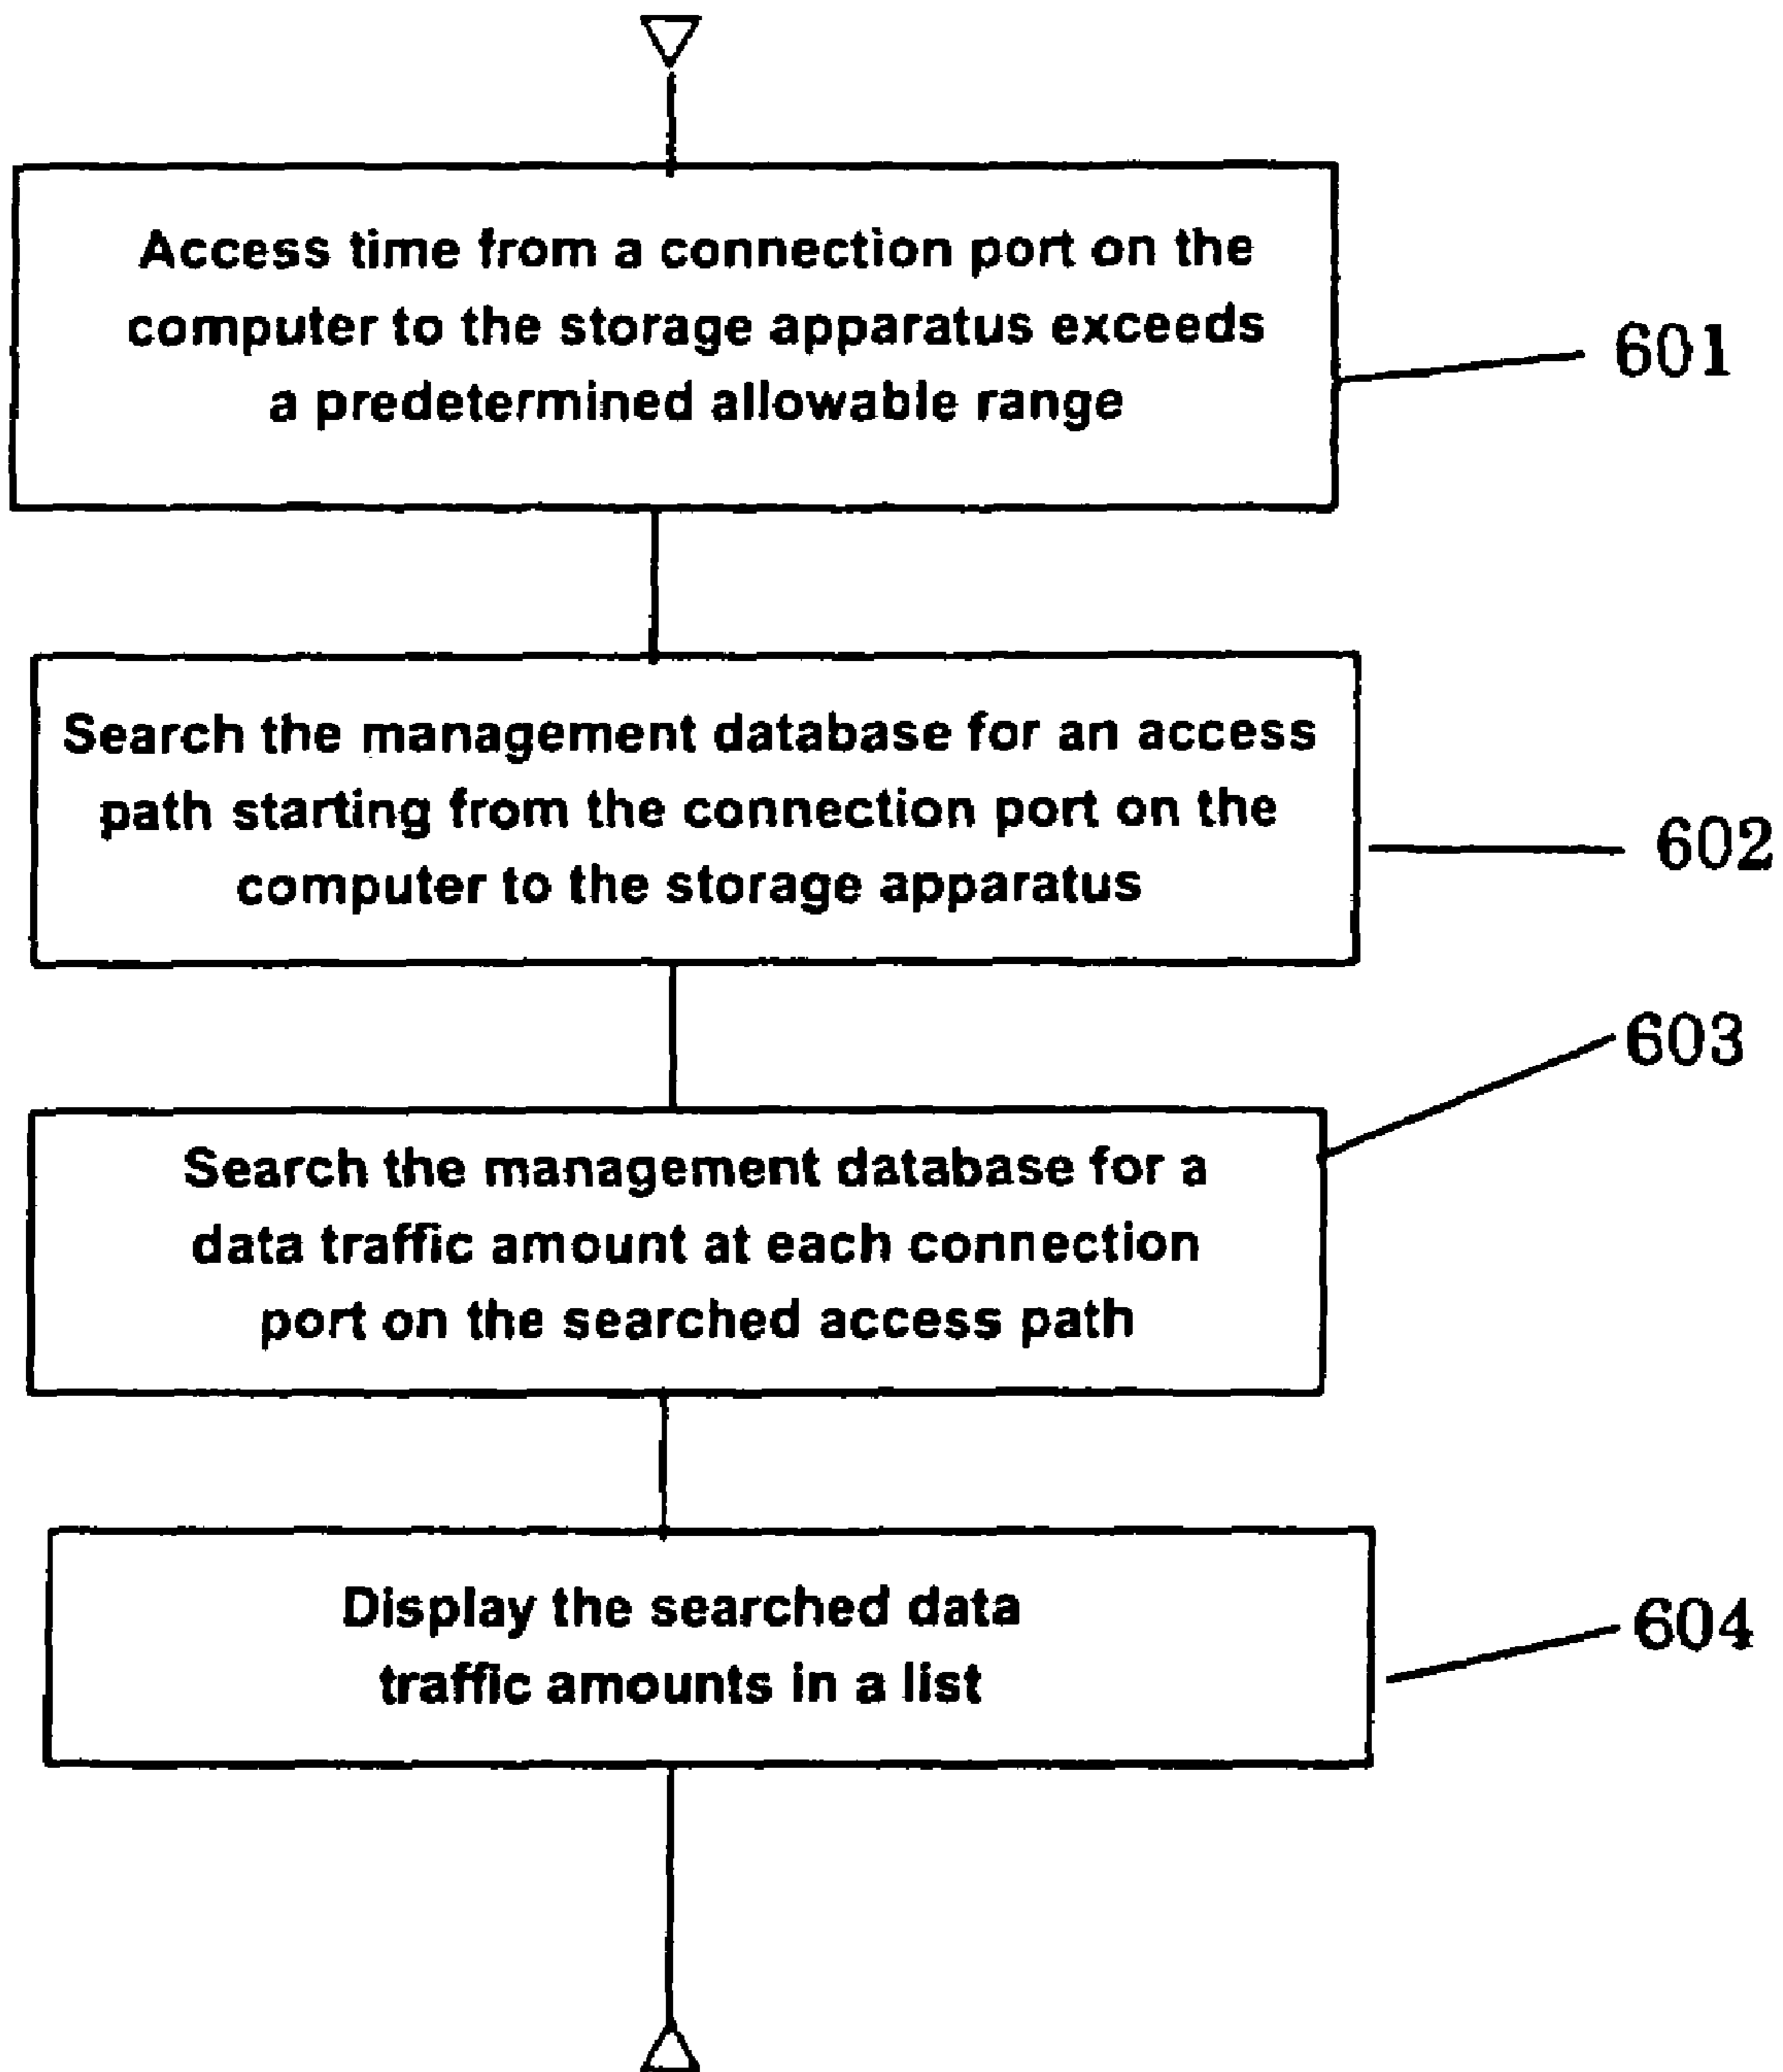 Access time from a connection port on the
computer to the storage apparatus exceeds
a predetermined allowable range
601
Search the management database for an access
path starting from the connection port on the
computer to the storage apparatus
602
603
Search the management database for a
data traffic amount at each connection
port on the searched access path
Display the searched data
traffic amounts in a list
604